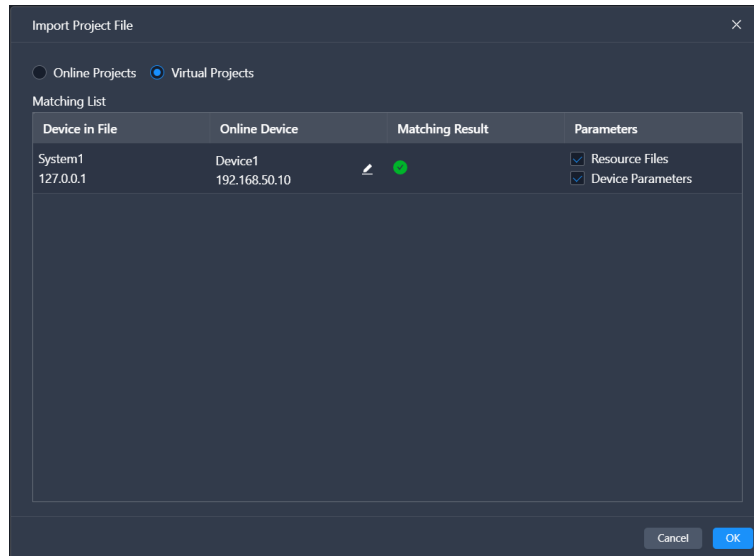 Import Project File
Online Projects Virtual Projects
Matching List
Device in File Online Device Matching Result Parameters
System1 Device1 Resource Files
127.0.0.1 192.168.50.10 Device Parameters
Cancel OK